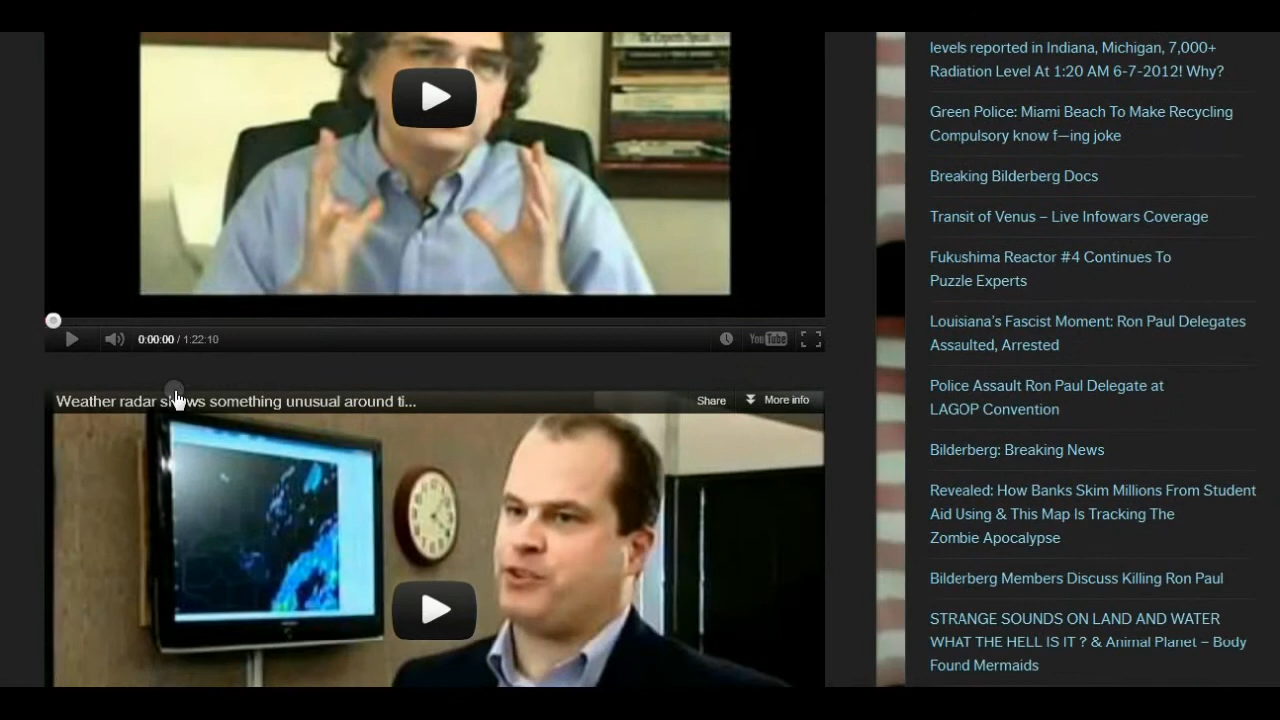 0:00:00 / 1:22:10
YouTube
Weather radar shows something unusual around ti...
Share
More info
levels reported in Indiana, Michigan, 7,000+
Radiation Level At 1:20 AM 6-7-2012! Why?
Green Police: Miami Beach To Make Recycling
Compulsory know f—ing joke
Breaking Bilderberg Docs
Transit of Venus – Live Infowars Coverage
Fukushima Reactor #4 Continues To
Puzzle Experts
Louisiana's Fascist Moment: Ron Paul Delegates
Assaulted, Arrested
Police Assault Ron Paul Delegate at
LAGOP Convention
Bilderberg: Breaking News
Revealed: How Banks Skim Millions From Student
Aid Using & This Map Is Tracking The
Zombie Apocalypse
Bilderberg Members Discuss Killing Ron Paul
STRANGE SOUNDS ON LAND AND WATER
WHAT THE HELL IS IT ? & Animal Planet – Body
Found Mermaids